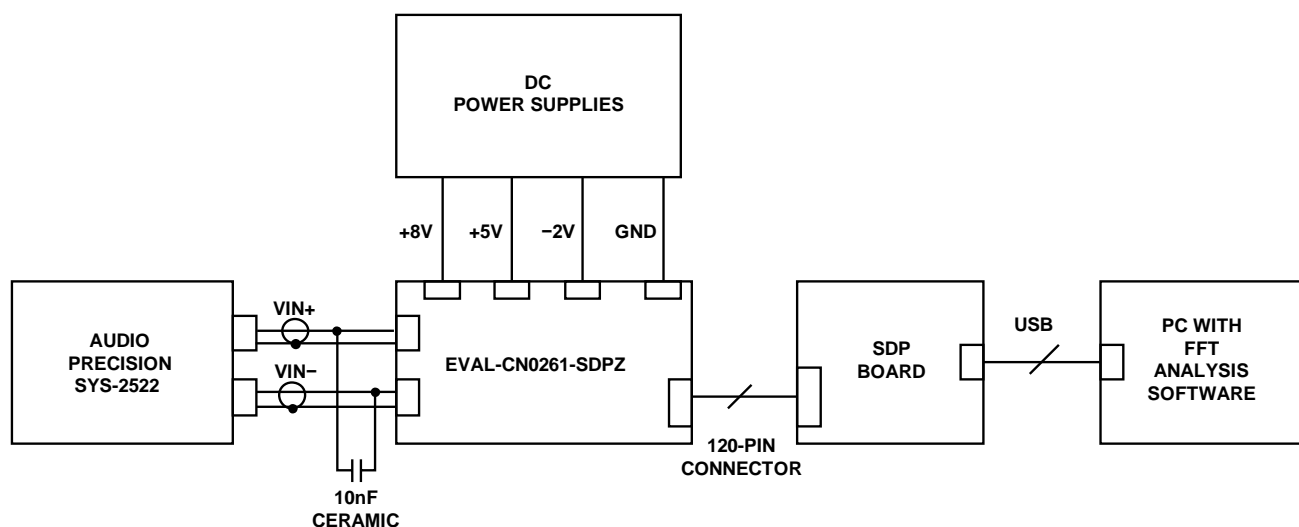 DC
POWER SUPPLIES
+8V
+5V
−2V
GND
AUDIO
PRECISION
SYS-2522
VIN+
VIN−
EVAL-CN0261-SDPZ
SDP
BOARD
USB
PC WITH
FFT
ANALYSIS
SOFTWARE
120-PIN
CONNECTOR
10nF
CERAMIC